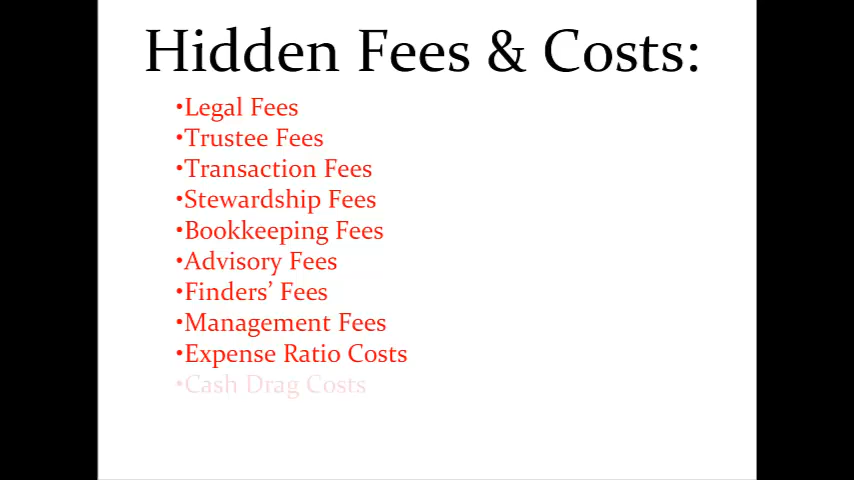 Hidden Fees & Costs:
•Legal Fees
•Trustee Fees
•Transaction Fees
•Stewardship Fees
•Bookkeeping Fees
•Advisory Fees
•Finders’ Fees
•Management Fees
•Expense Ratio Costs
•Cash Drag Costs